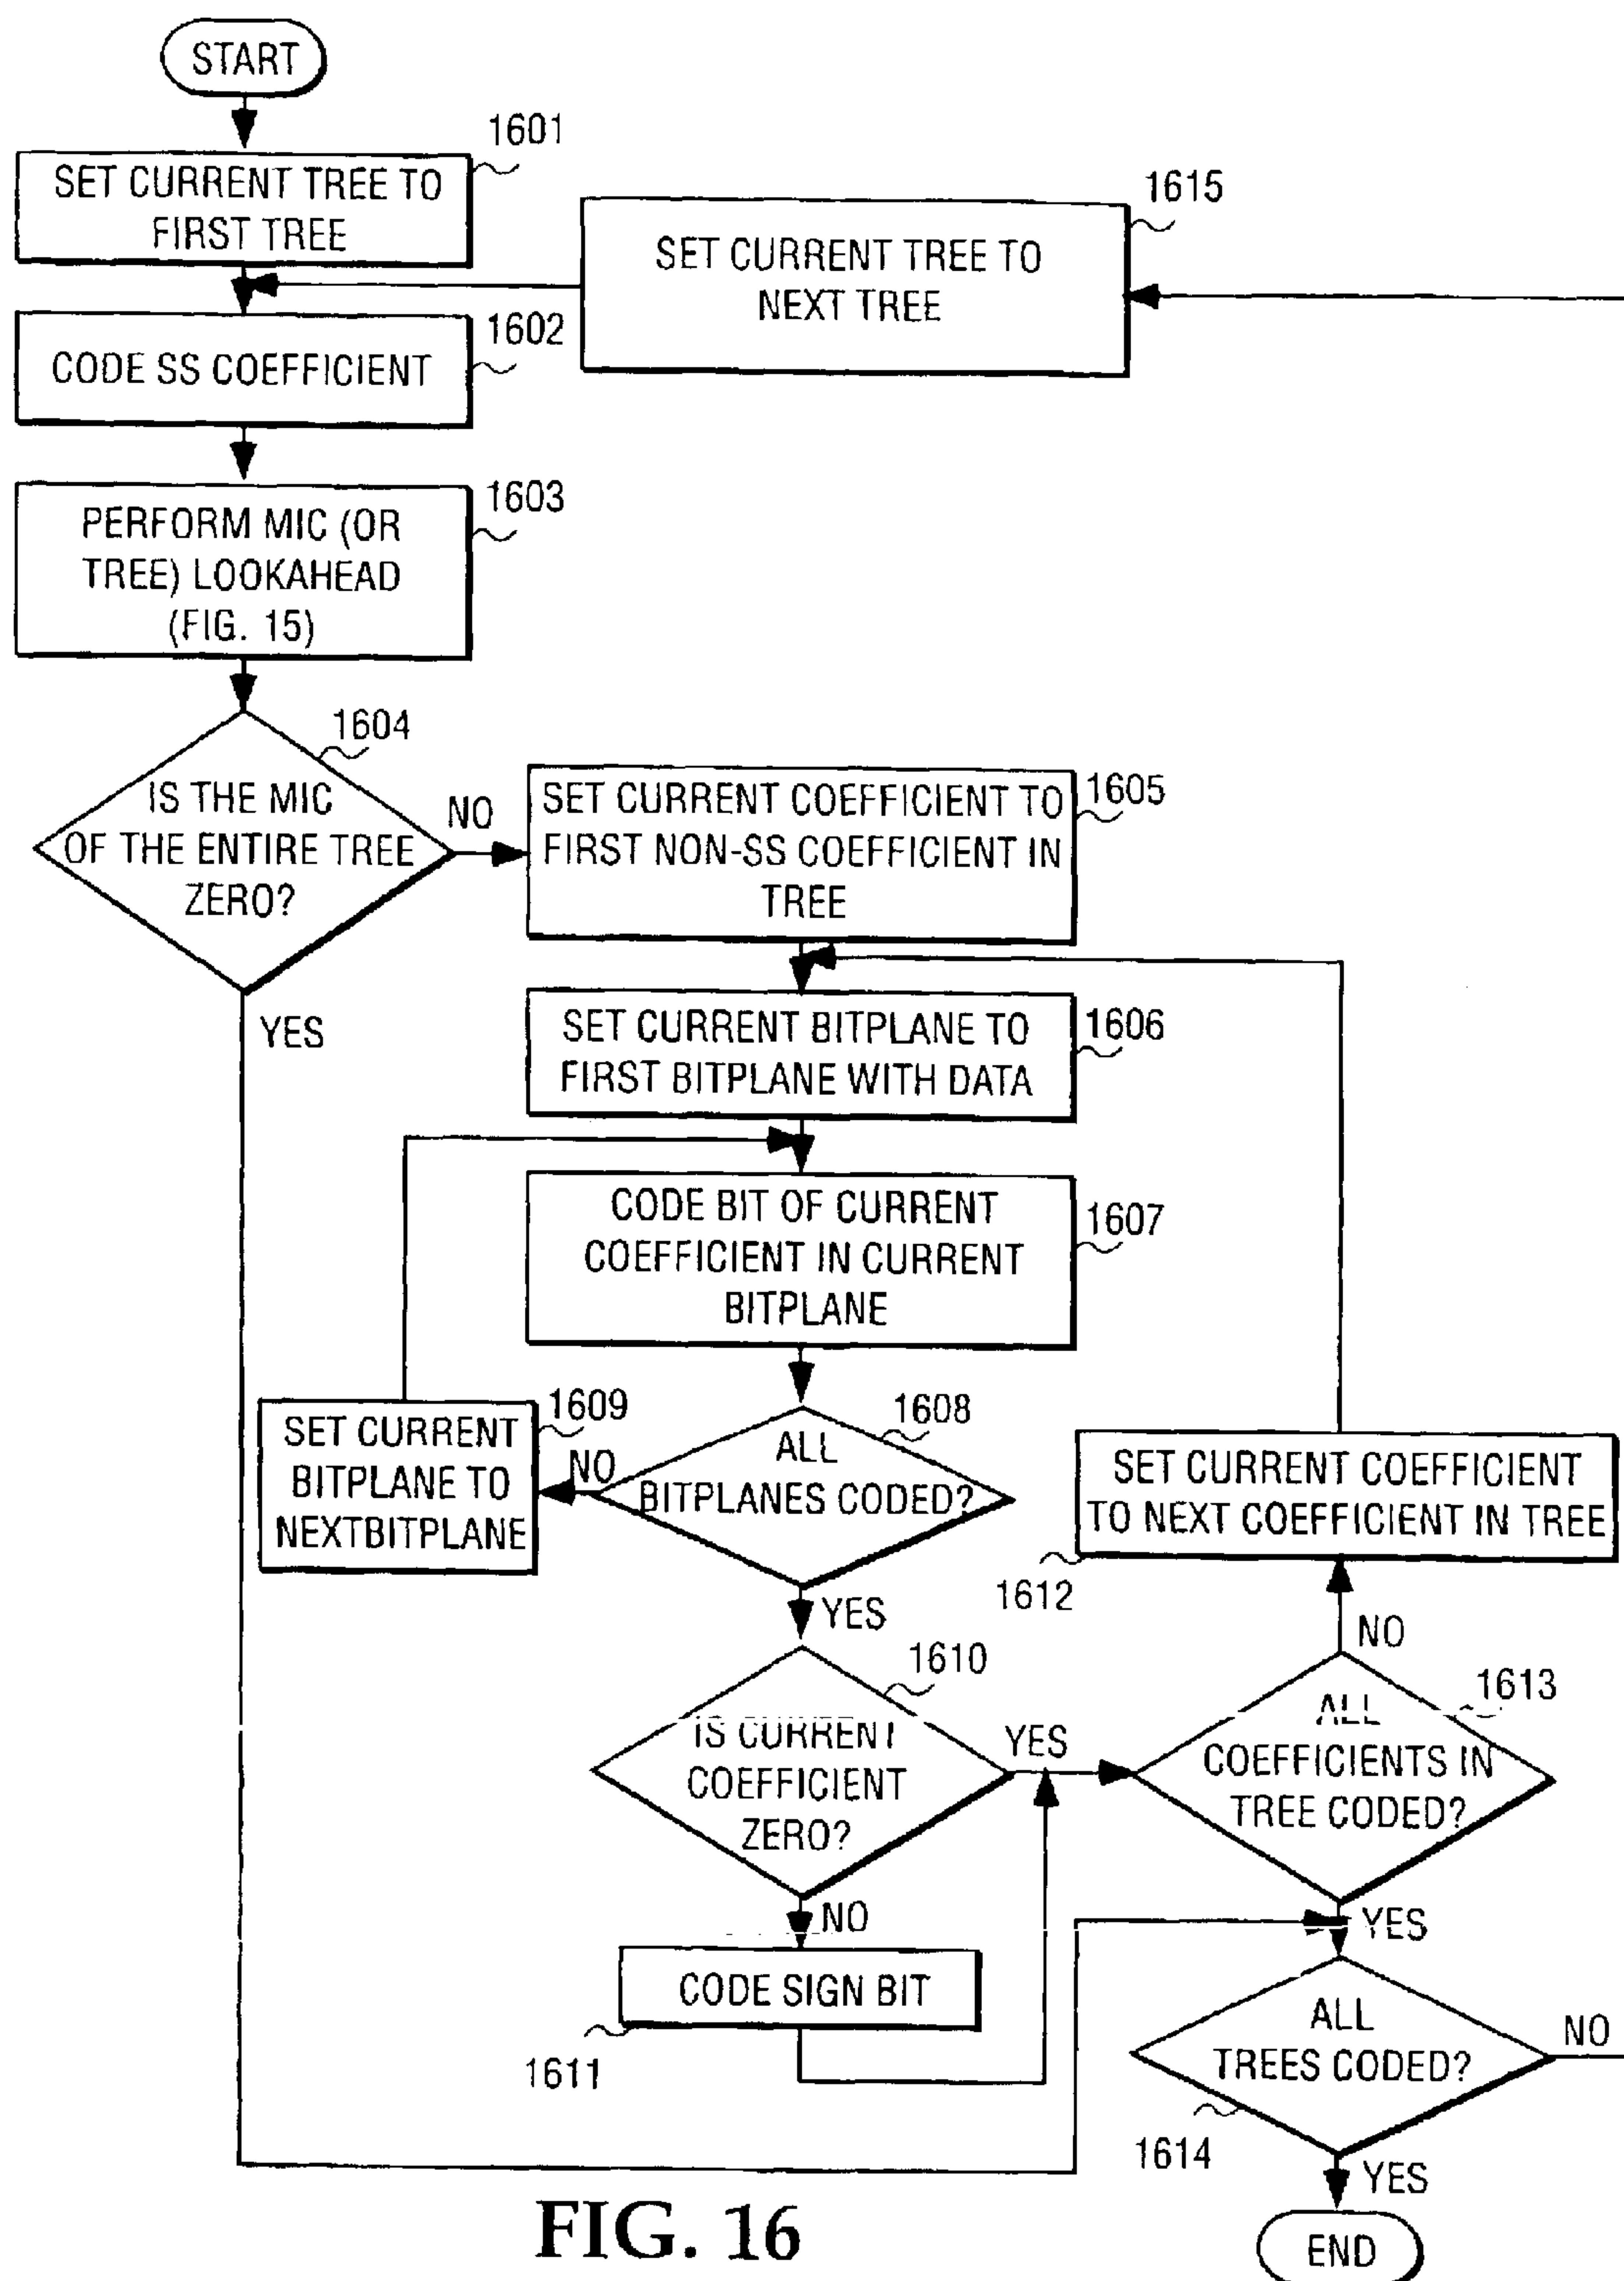 START
1601
SET CURRENT TREE TO
FIRST TREE
1615
SET CURRENT TREE TO
NEXT TREE
1602
CODE SS COEFFICIENT
1603
PERFORM MIC (OR
TREE) LOOKAHEAD
(FIG. 15)
1604
IS THE MIC
OF THE ENTIRE TREE
ZERO?
NO
YES
1605
SET CURRENT COEFFICIENT TO
FIRST NON-SS COEFFICIENT IN
TREE
1606
SET CURRENT BITPLANE TO
FIRST BITPLANE WITH DATA
1607
CODE BIT OF CURRENT
COEFFICIENT IN CURRENT
BITPLANE
1608
ALL
BITPLANES CODED?
NO
YES
1609
SET CURRENT
BITPLANE TO
NEXTBITPLANE
1610
IS CURRENT
COEFFICIENT
ZERO?
YES
NO
1611
CODE SIGN BIT
1612
SET CURRENT COEFFICIENT
TO NEXT COEFFICIENT IN TREE
NO
1613
ALL
COEFFICIENTS IN
TREE CODED?
YES
1614
ALL
TREES CODED?
NO
YES
END
FIG. 16